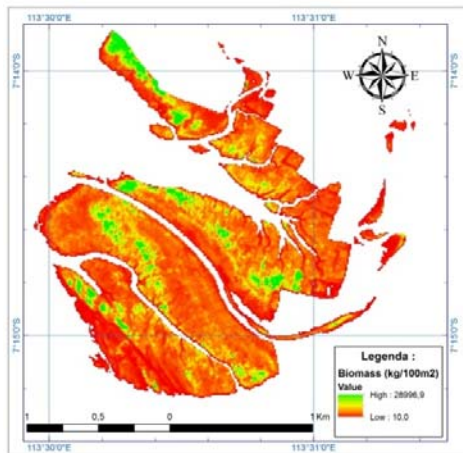 113°30'0"E 113°31'0"E
N
W E
S
7°14'0"S 7°14'0"S
7°15'0"S 7°15'0"S
Legenda :
Biomass (kg/100m2)
Value
High : 28996,9
Low : 10.0
1 0,5 0 1 Km
113°30'0"E 113°31'0"E